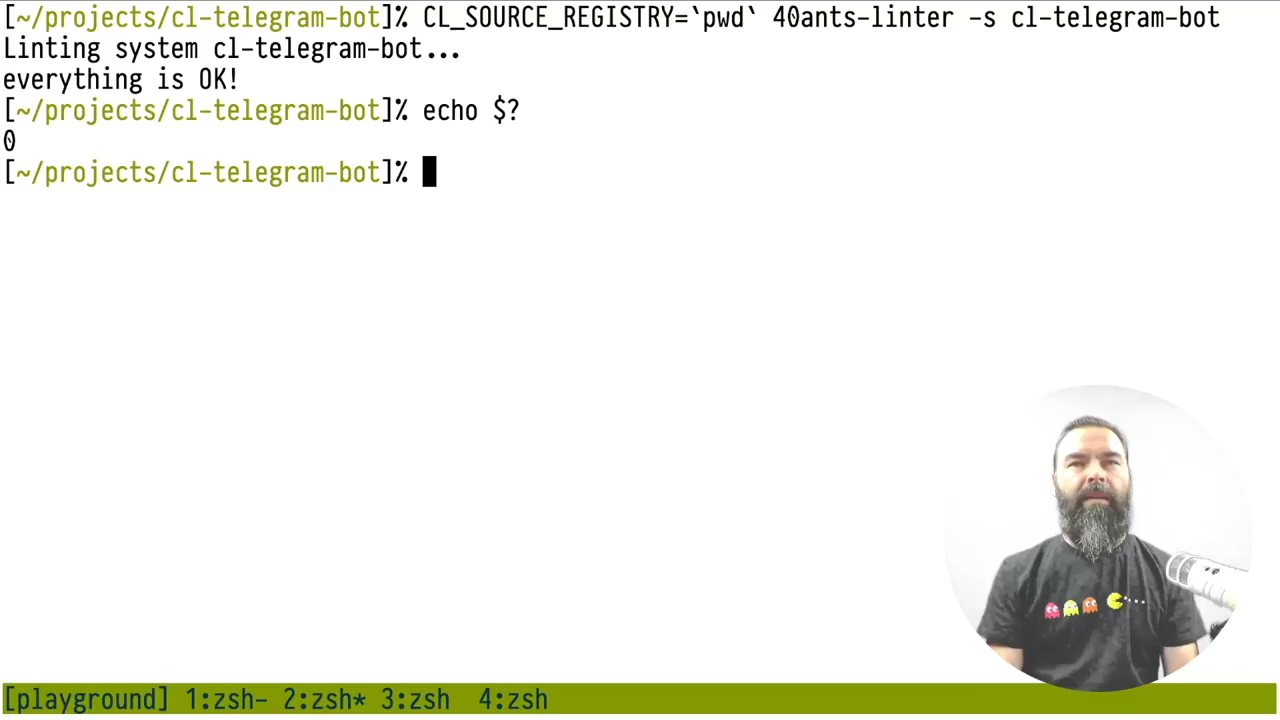 [~/projects/cl-telegram-bot]% CL_SOURCE_REGISTRY=`pwd` 40ants-linter -s cl-telegram-bot
Linting system cl-telegram-bot...
everything is OK!
[~/projects/cl-telegram-bot]% echo $?
0
[~/projects/cl-telegram-bot]%
[playground] 1:zsh- 2:zsh* 3:zsh  4:zsh